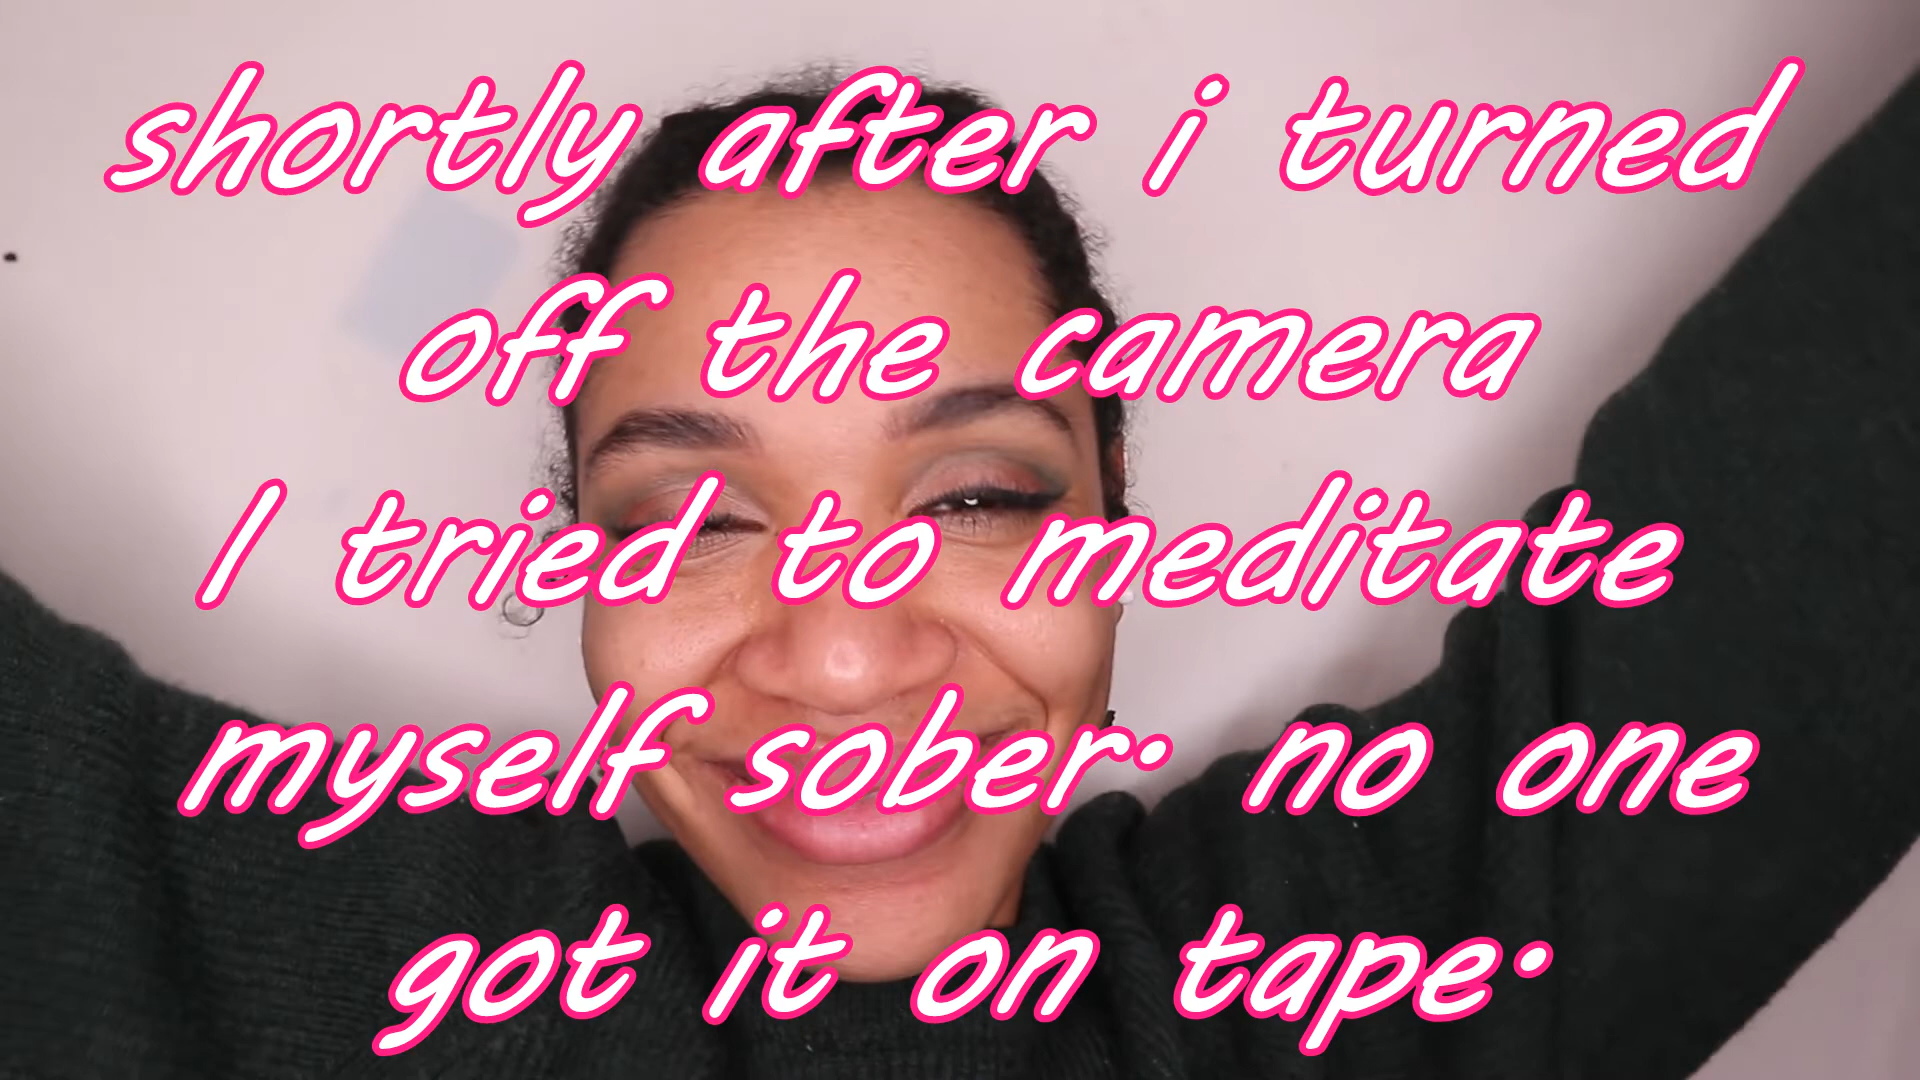 shortly after i turned
off the camera
I tried to meditate
myself sober. no one
got it on tape.